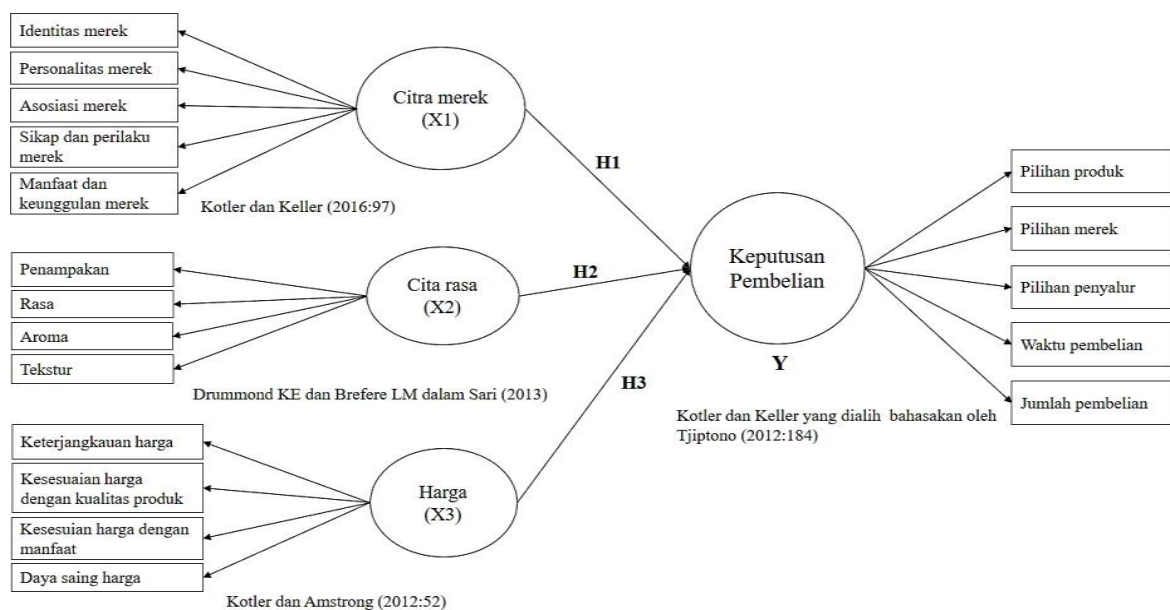 Identitas merek
Personalitas merek
Asosiasi merek
Sikap dan perilaku
merek
Manfaat dan
keunggulan merek
Citra merek
(X1)
Kotler dan Keller (2016:97)
H1
Penampakan
Rasa
Aroma
Tekstur
Cita rasa
(X2)
Drummond KE dan Brefere LM dalam Sari (2013)
H2
Keterjangkauan harga
Kesesuaian harga
dengan kualitas produk
Kesesuian harga dengan
manfaat
Daya saing harga
Harga
(X3)
Kotler dan Amstrong (2012:52)
H3
Keputusan
Pembelian
Y
Kotler dan Keller yang dialih bahasakan oleh
Tjiptono (2012:184)
Pilihan produk
Pilihan merek
Pilihan penyalur
Waktu pembelian
Jumlah pembelian